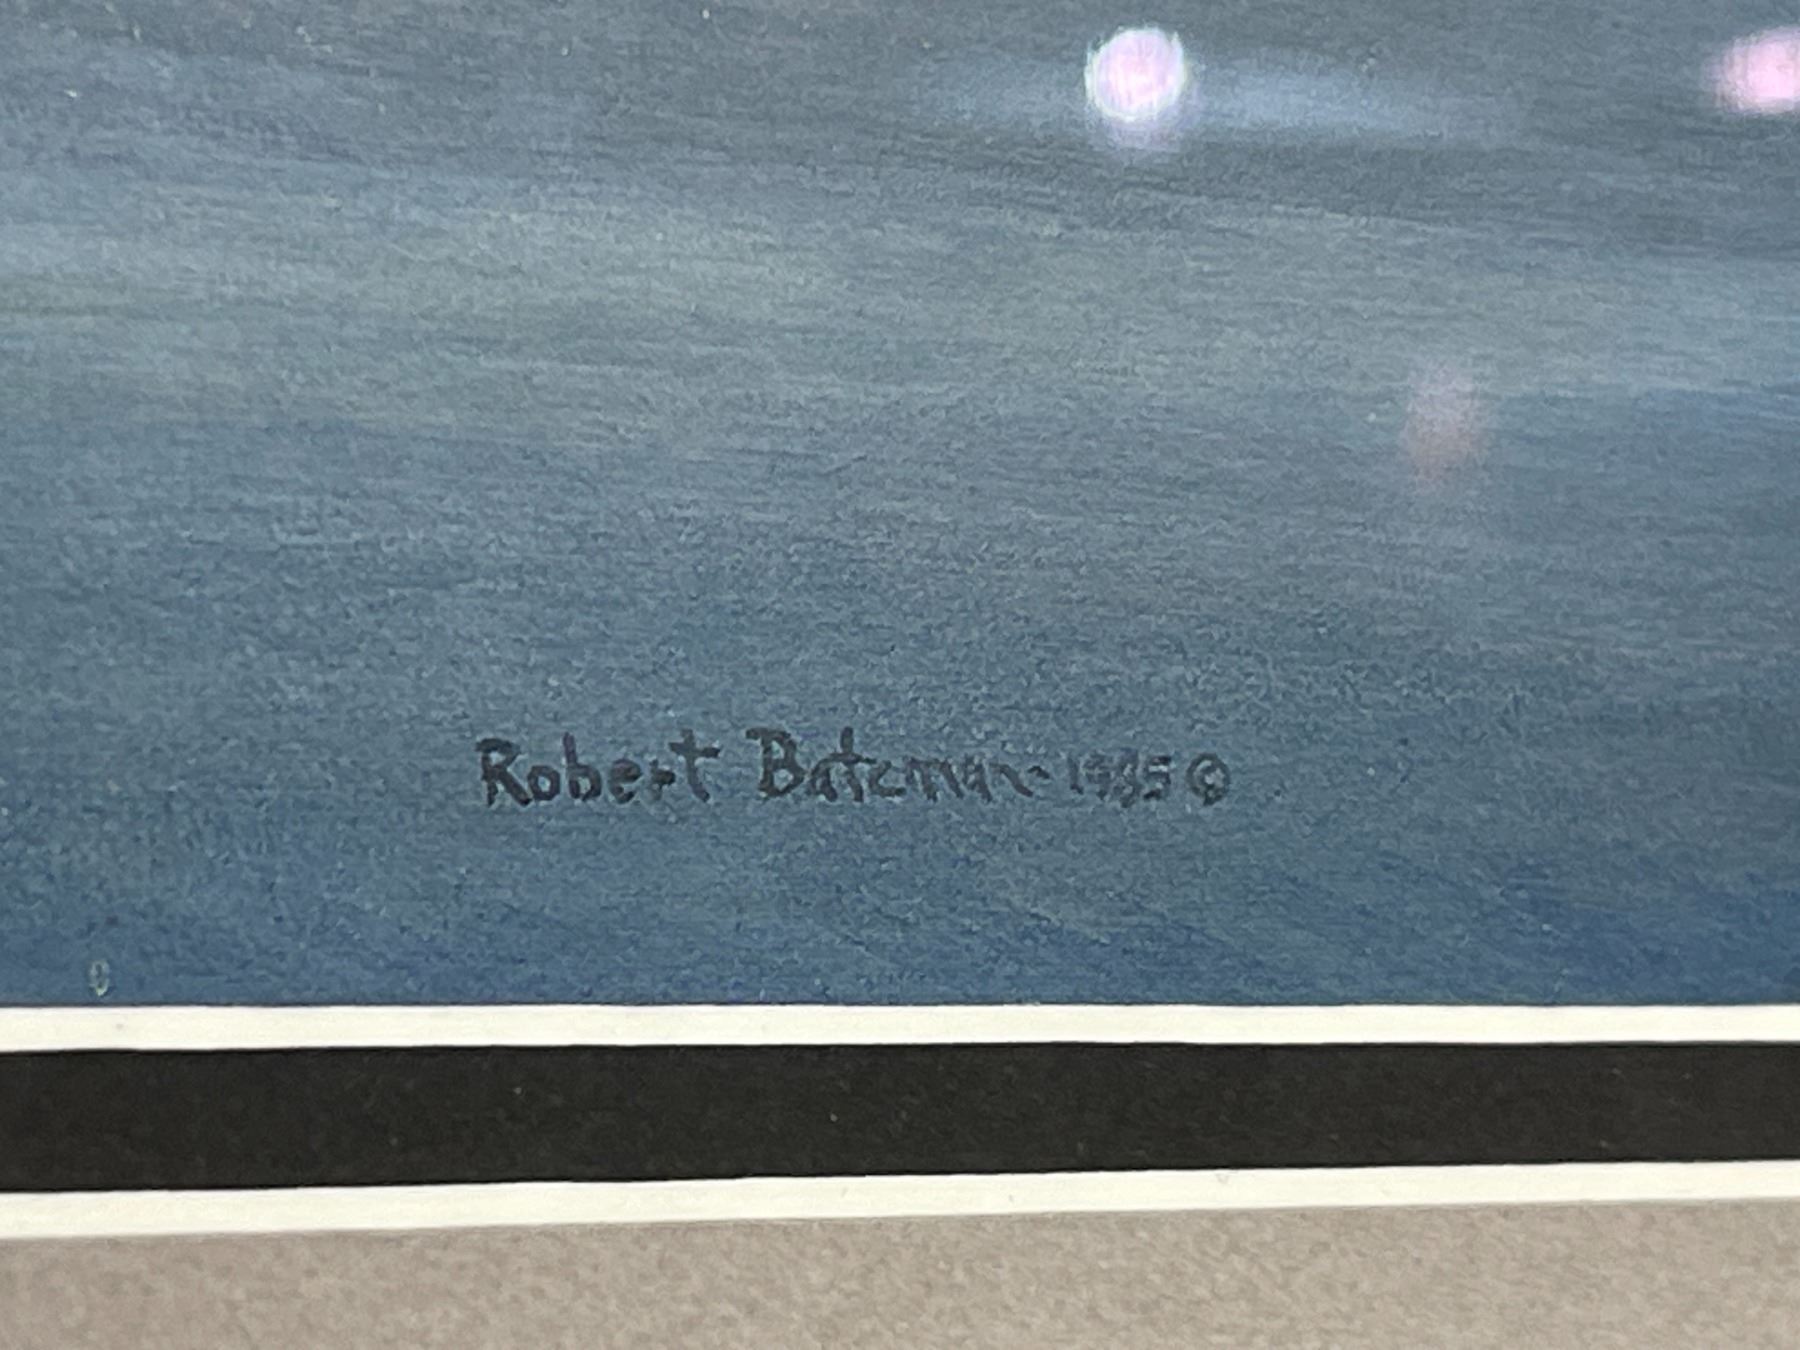 Robert Bateman - 1985 ©